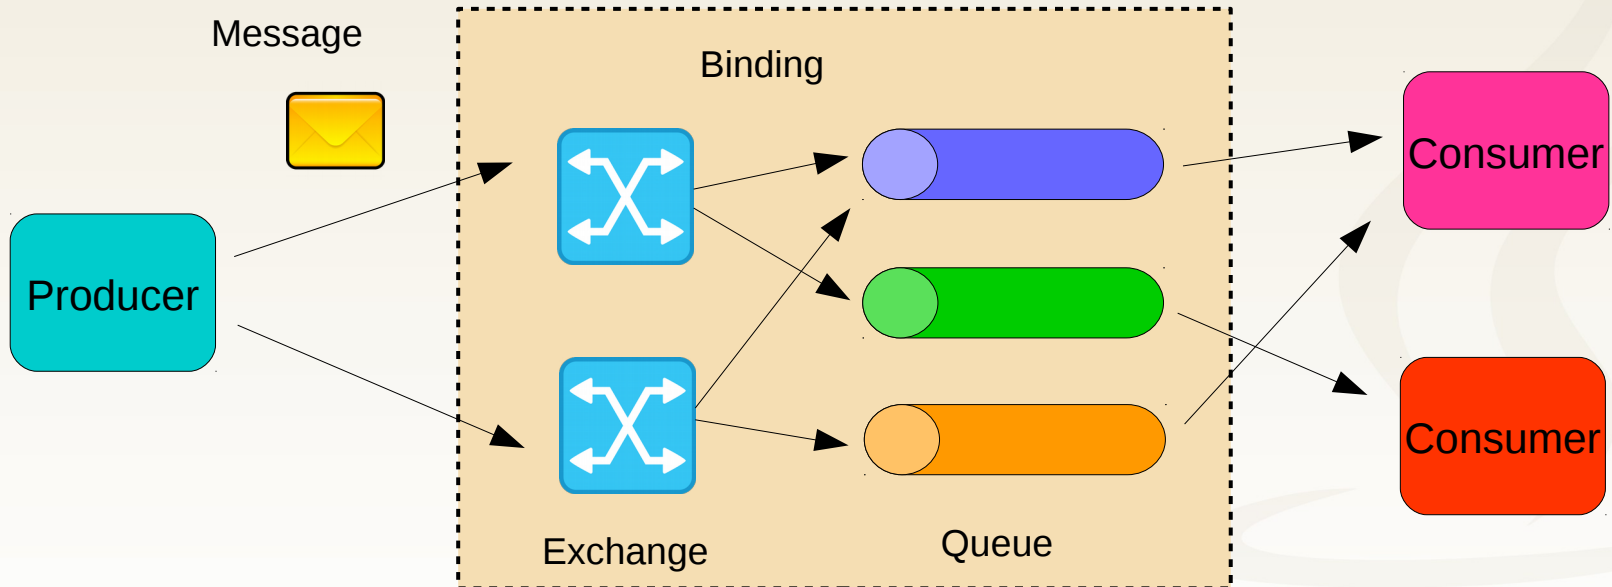 Message
Binding
Producer
Consumer
Consumer
Exchange
Queue